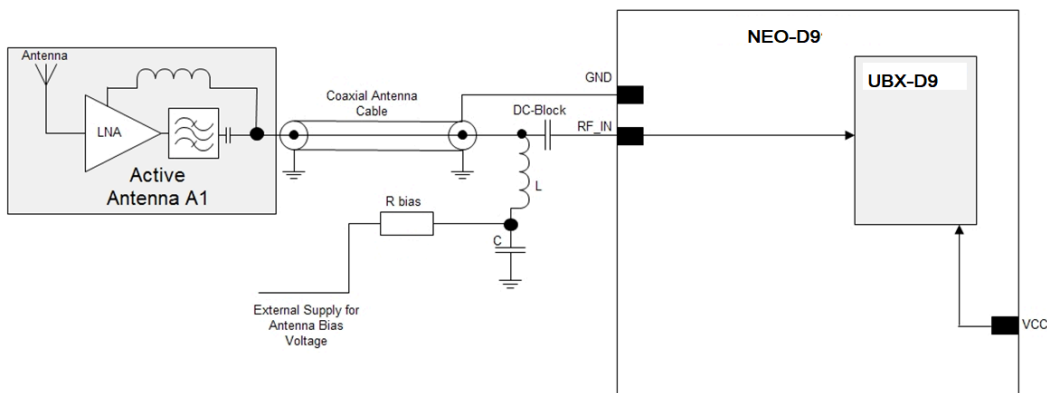 NEO-D9
UBX-D9
Antenna
LNA
Active
Antenna A1
Coaxial Antenna
Cable
GND
DC-Block
RF_IN
L
R bias
C
External Supply for
Antenna Bias
Voltage
VCC